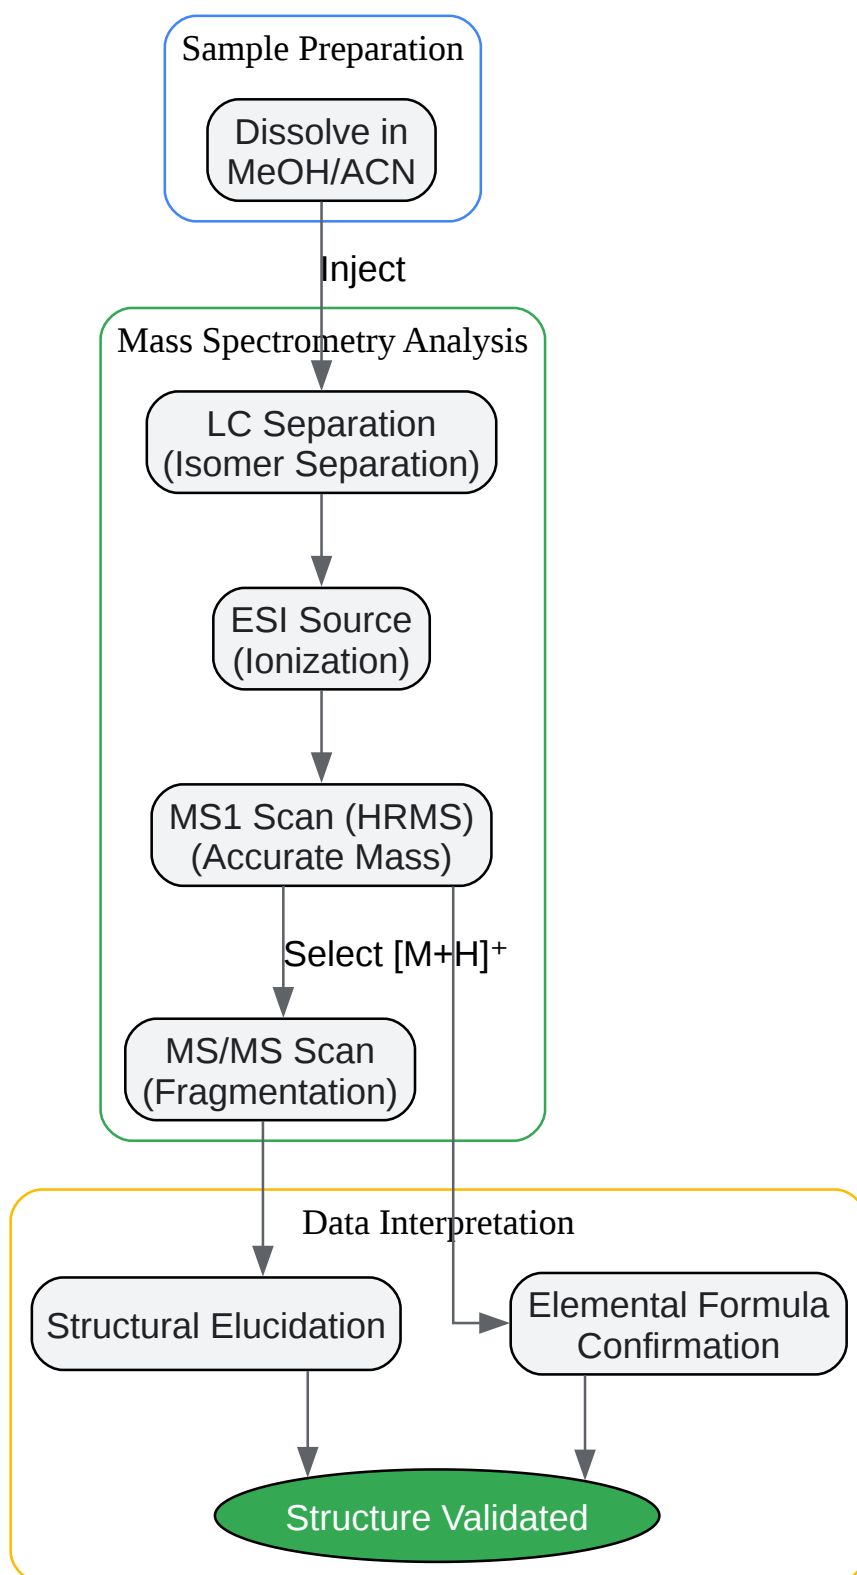 Sample Preparation
Dissolve in
MeOH/ACN
Inject
Mass Spectrometry Analysis
LC Separation
(Isomer Separation)
ESI Source
(Ionization)
MS1 Scan (HRMS)
(Accurate Mass)
Select [M+H]⁺
MS/MS Scan
(Fragmentation)
Data Interpretation
Structural Elucidation
Elemental Formula
Confirmation
Structure Validated